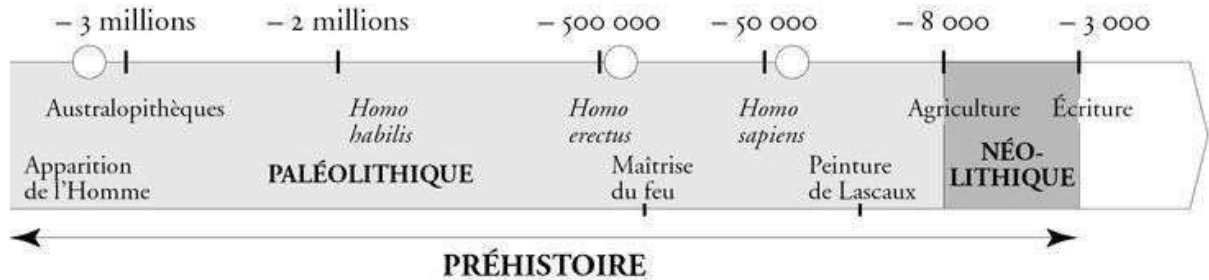 – 3 millions – 2 millions – 500 000 – 50 000 – 8 000 – 3 000
Australopithèques Homo Homo Homo Agriculture Écriture
habilis erectus sapiens
Apparition PALÉOLITHIQUE Maîtrise Peinture NÉO-
de l’Homme du feu de Lascaux LITHIQUE
PRÉHISTOIRE